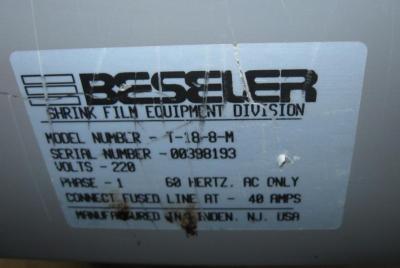 BESELER
SHRINK FILM EQUIPMENT DIVISION
MODEL NUMBER - T-18-8-M
SERIAL NUMBER - 00398193
VOLTS - 220
PHASE - 1 60 HERTZ. AC ONLY
CONNECT FUSED LINE AT - 40 AMPS
MANUFACTURED IN LINDEN, N.J. USA